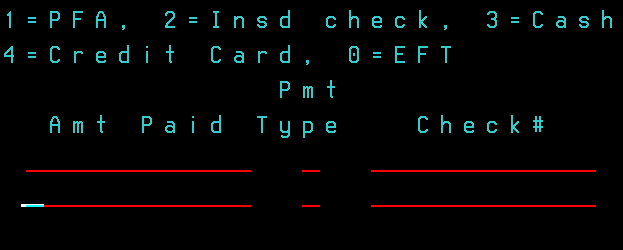 1=PFA, 2=Insd check, 3=Cash
4=Credit Card, 0=EFT
Pmt
Amt Paid Type Check#